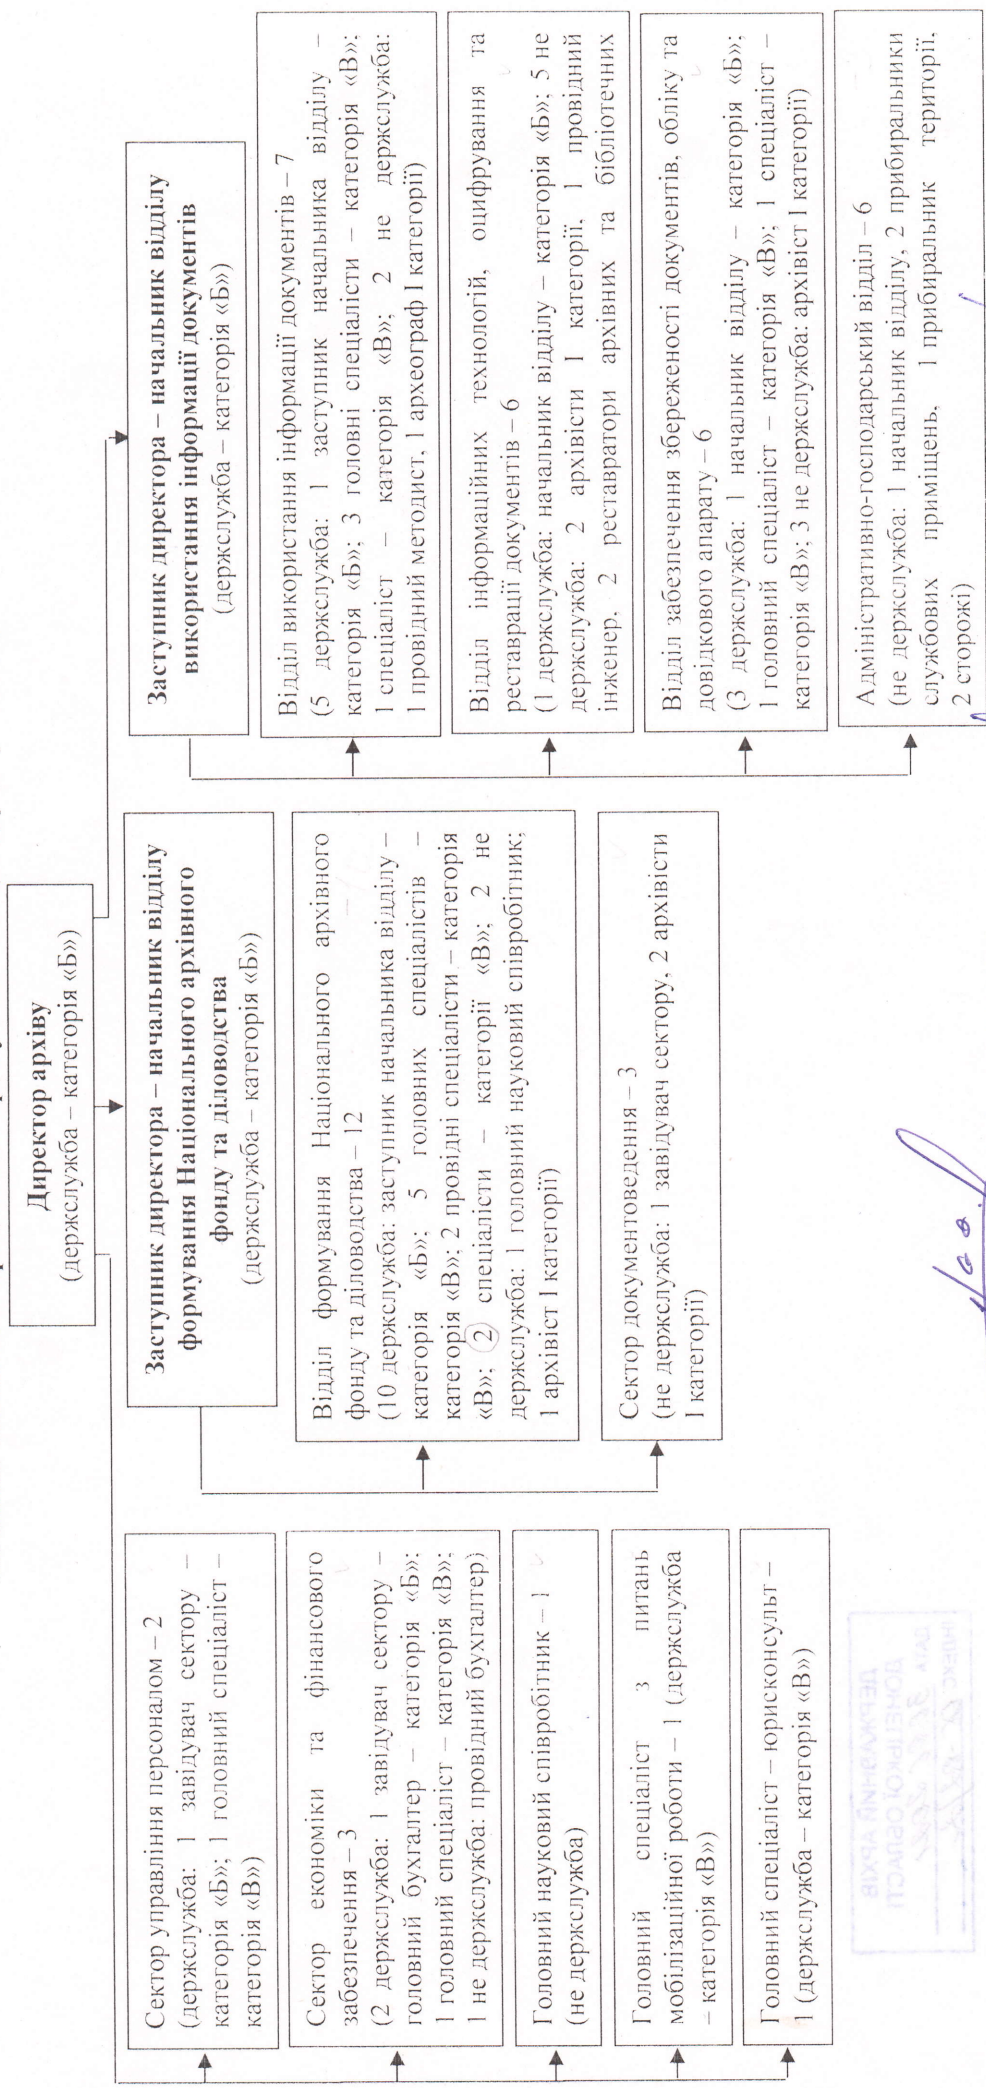 Директор архіву
(держслужба – категорія «Б»)
Сектор управління персоналом – 2
(держслужба: 1 завідувач сектору –
категорія «Б»; 1 головний спеціаліст –
категорія «В»)
Сектор економіки та фінансового
забезпечення – 3
(2 держслужба: 1 завідувач сектору –
головний бухгалтер – категорія «Б»;
1 головний спеціаліст – категорія «В»;
1 не держслужба: провідний бухгалтер)
Головний науковий співробітник – 1
(не держслужба)
Головний спеціаліст з питань
мобілізаційної роботи – 1 (держслужба
– категорія «В»)
Головний спеціаліст – юрисконсульт –
1 (держслужба – категорія «В»)
Заступник директора – начальник відділу
формування Національного архівного
фонду та діловодства
(держслужба – категорія «Б»)
Відділ формування Національного архівного
фонду та діловодства – 12
(10 держслужба: заступник начальника відділу –
категорія «Б»; 5 головних спеціалістів –
категорія «В»; 2 провідні спеціалісти – категорія
«В»; 2 спеціалісти – категорії «В»; 2 не
держслужба: 1 головний науковий співробітник;
1 архівіст I категорії)
Сектор документоведення – 3
(не держслужба: 1 завідувач сектору, 2 архівісти
I категорії)
Заступник директора – начальник відділу
використання інформації документів
(держслужба – категорія «Б»)
Відділ використання інформації документів – 7
(5 держслужба: 1 заступник начальника відділу –
категорія «Б»; 3 головні спеціалісти – категорія «В»;
1 спеціаліст – категорія «В»; 2 не держслужба:
1 провідний методист, 1 археограф I категорії)
Відділ інформаційних технологій, оцифрування та
реставрації документів – 6
(1 держслужба: начальник відділу – категорія «Б»; 5 не
держслужба: 2 архівісти 1 категорії, 1 провідний
інженер, 2 реставратори архівних та бібліотечних
Відділ забезпечення збереженості документів, обліку та
довідкового апарату – 6
(3 держслужба: 1 начальник відділу – категорія «Б»;
1 головний спеціаліст – категорія «В»; 1 спеціаліст –
категорія «В»; 3 не держслужба: архівіст I категорії)
Адміністративно-господарський відділ – 6
(не держслужба: 1 начальник відділу, 2 прибиральники
службових приміщень, 1 прибиральник території,
2 сторожі)
ДЕРЖАВНИЙ АРХІВ
ДОНЕЦЬКОЇ ОБЛАСТІ
ДАТА
ІНДЕКС